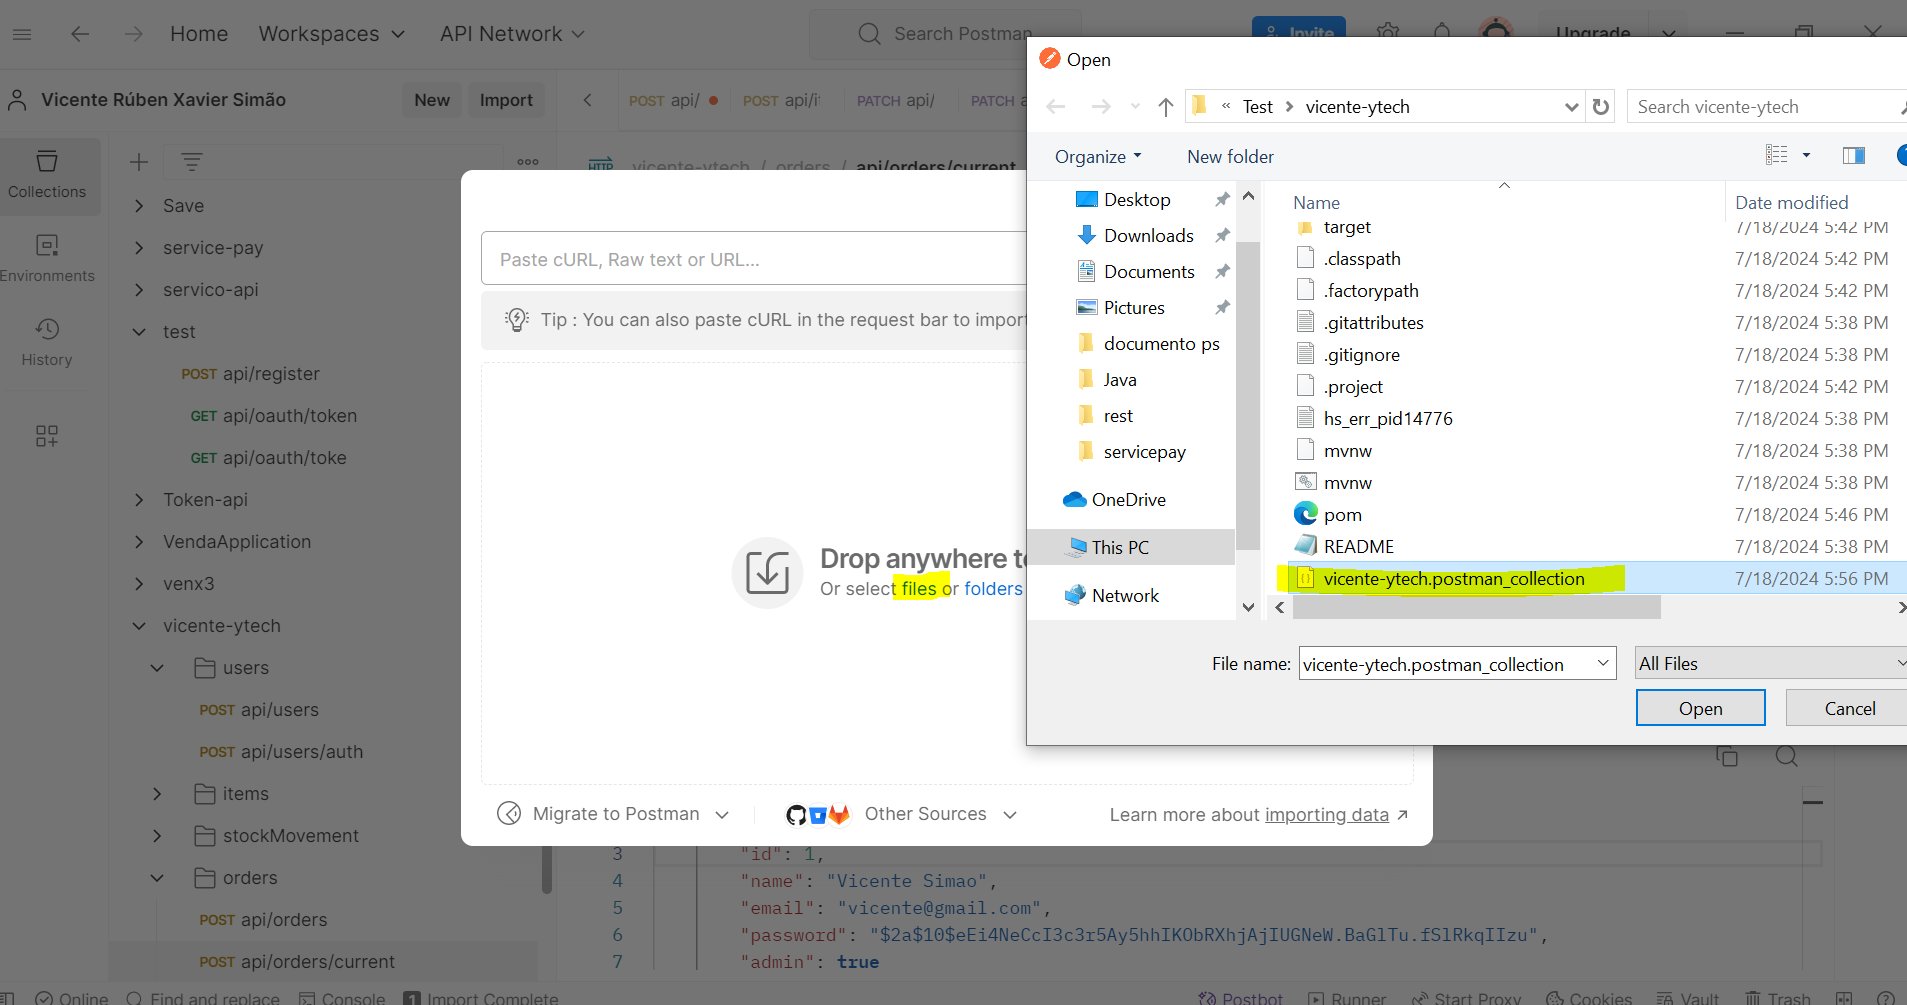 Home Workspaces API Network Search Postman Invite Upgrade
Vicente Rúben Xavier Simão New Import
POST api/ POST api/i PATCH api/ PATCH
Collections
Environments
History
vicente-ytech / orders / api/orders/current
Save
service-pay
servico-api
test
POST api/register
GET api/oauth/token
GET api/oauth/toke
Token-api
VendaApplication
venx3
vicente-ytech
users
POST api/users
POST api/users/auth
items
stockMovement
orders
POST api/orders
POST api/orders/current
Paste cURL, Raw text or URL...
Tip : You can also paste cURL in the request bar to import
Drop anywhere to
Or select files or folders
Migrate to Postman Other Sources Learn more about importing data
Open
« Test vicente-ytech Search vicente-ytech
Organize New folder
Desktop
Downloads
Documents
Pictures
documento ps
Java
rest
servicepay
OneDrive
This PC
Network
Name Date modified
target 7/18/2024 5:42 PM
.classpath 7/18/2024 5:42 PM
.factorypath 7/18/2024 5:42 PM
.gitattributes 7/18/2024 5:38 PM
.gitignore 7/18/2024 5:38 PM
.project 7/18/2024 5:42 PM
hs_err_pid14776 7/18/2024 5:38 PM
mvnw 7/18/2024 5:38 PM
mvnw 7/18/2024 5:38 PM
pom 7/18/2024 5:46 PM
README 7/18/2024 5:38 PM
vicente-ytech.postman_collection 7/18/2024 5:56 PM
File name: vicente-ytech.postman_collection All Files
Open Cancel
3 "id": 1,
4 "name": "Vicente Simao",
5 "email": "vicente@gmail.com",
6 "password": "$2a$10$eEi4NeCcI3c3r5Ay5hhIKObRXhjAjIUGNeW.BaGlTu.fSlRkqIIzu",
7 "admin": true
Online Find and replace Console 1 Import Complete Postbot Runner Start Proxy Cookies Vault Trash